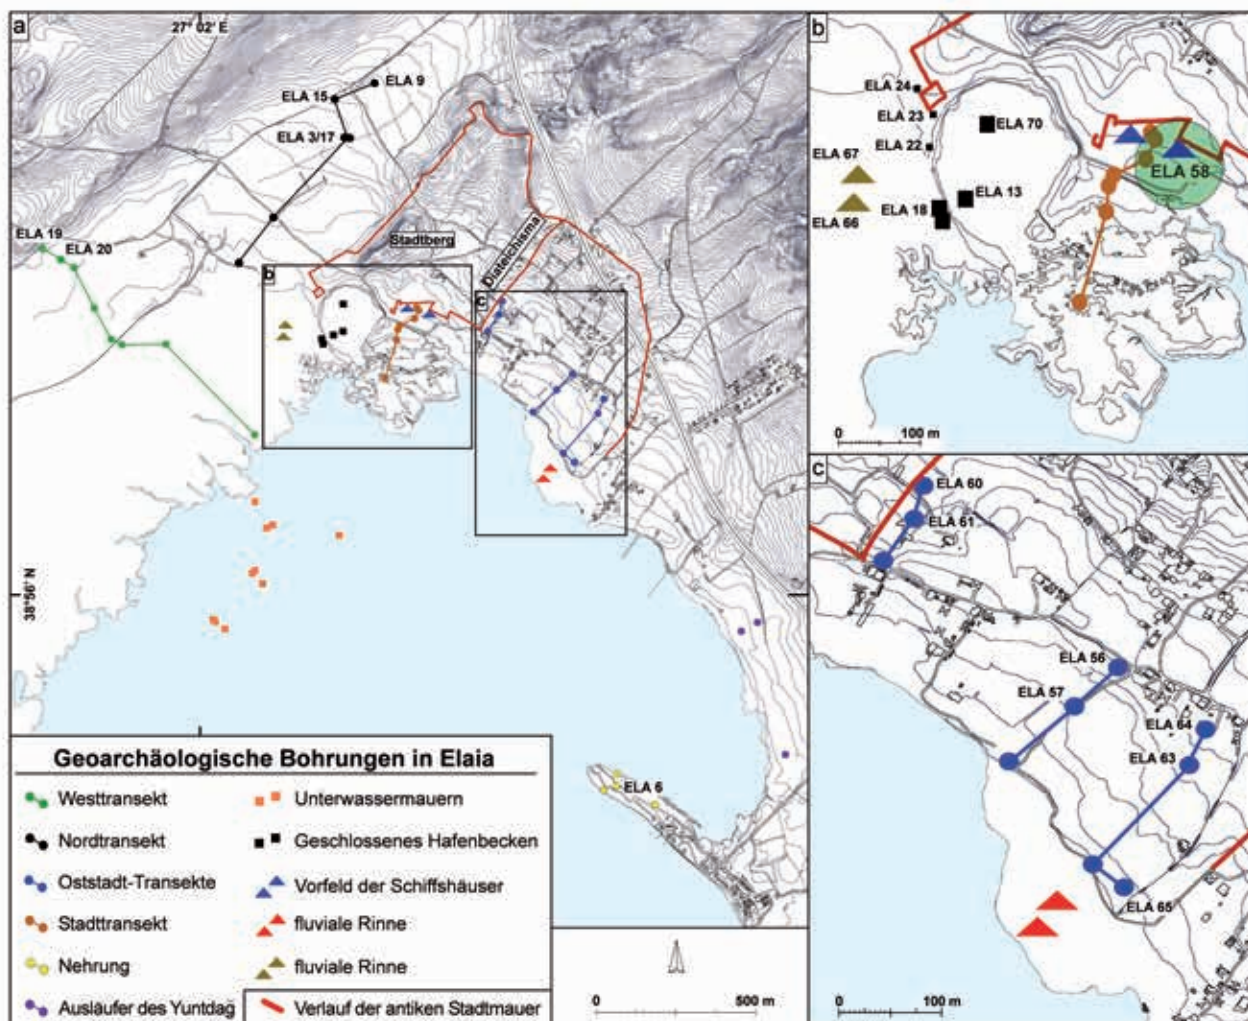 a
27° 02' E
ELA 9
ELA 15
ELA 3/17
ELA 19
ELA 20
Stadtberg
Diateichisma
b
c
38°56' N
ELA 6
Geoarchäologische Bohrungen in Elaia
Westtransekt
Unterwassermauern
Nordtransekt
Geschlossenes Hafenbecken
Oststadt-Transekte
Vorfeld der Schiffshäuser
Stadttransekt
fluviale Rinne
Nehrung
fluviale Rinne
Ausläufer des Yuntdağ
Verlauf der antiken Stadtmauer
0 500 m
b
ELA 24
ELA 23
ELA 70
ELA 22
ELA 67
ELA 58
ELA 13
ELA 18
ELA 66
0 100 m
c
ELA 60
ELA 61
ELA 56
ELA 57
ELA 64
ELA 63
ELA 65
0 100 m